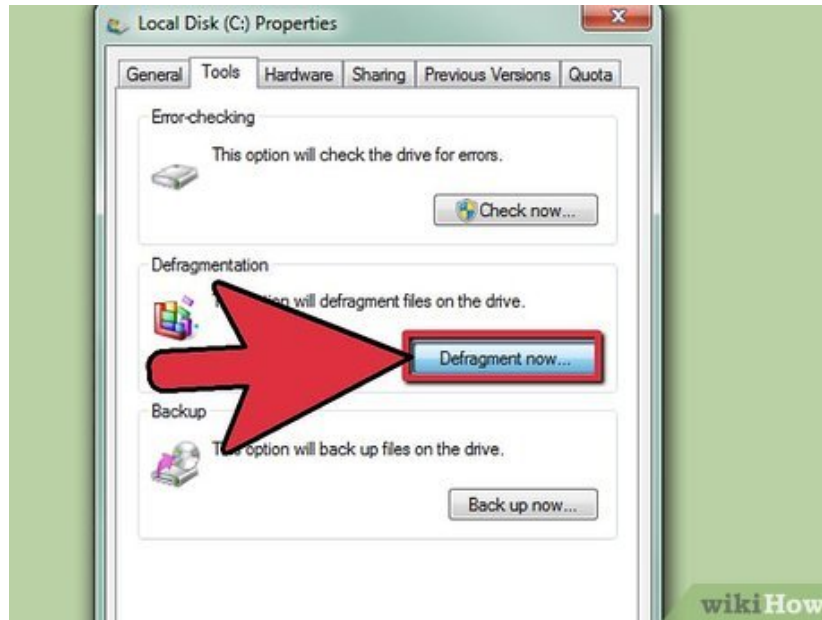 Local Disk (C:) Properties
General Tools Hardware Sharing Previous Versions Quota
Error-checking
This option will check the drive for errors.
Check now...
Defragmentation
option will defragment files on the drive.
Defragment now...
Backup
This option will back up files on the drive.
Back up now...
wikiHow